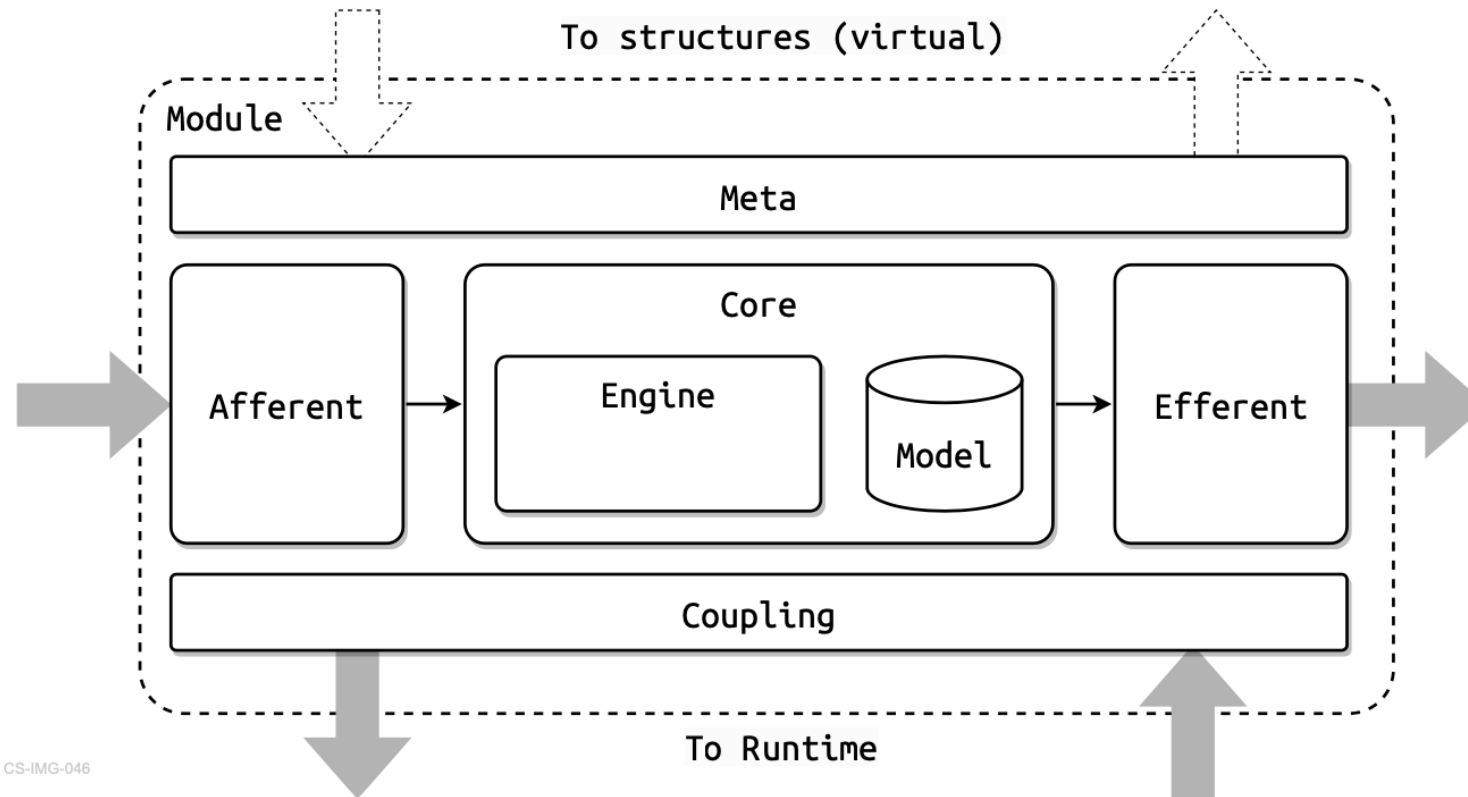 To structures (virtual)
Module
Meta
Core
Afferent
Engine
Model
Efferent
Coupling
To Runtime
CS-IMG-046